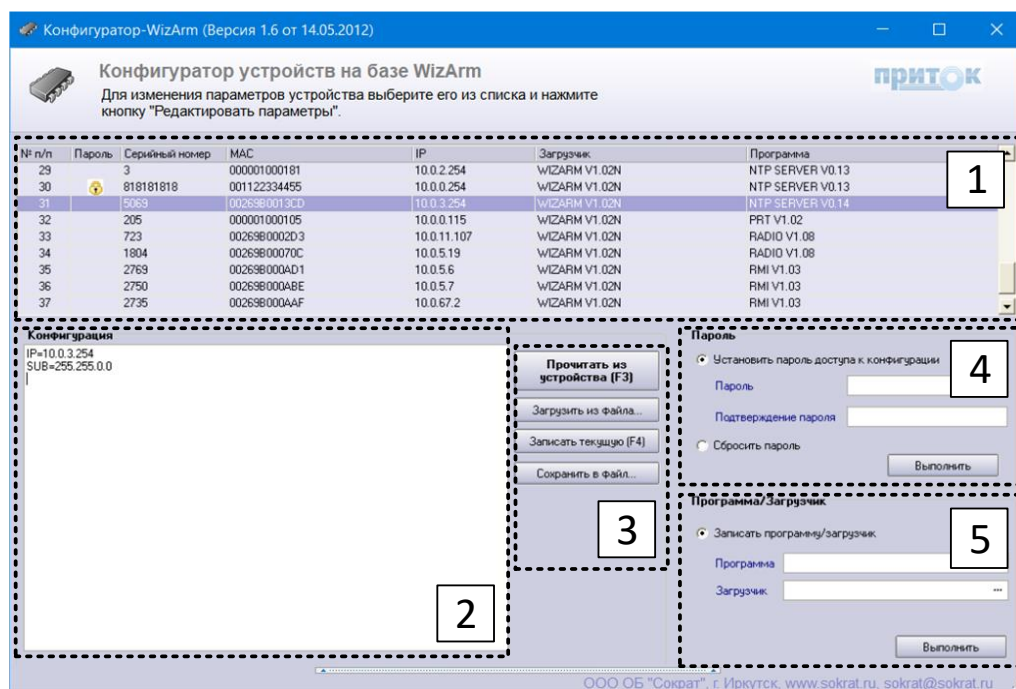 Конфигуратор-WizArm (Версия 1.6 от 14.05.2012)
Конфигуратор устройств на базе WizArm
Для изменения параметров устройства выберите его из списка и нажмите
кнопку "Редактировать параметры".
приток
№ п/п Пароль Серийный номер MAC IP Загрузчик Программа
29 3 000001000181 10.0.2.254 WIZARM V1.02N NTP SERVER V0.13
30 818181818 001122334455 10.0.0.254 WIZARM V1.02N NTP SERVER V0.13
31 5069 00269B0013CD 10.0.3.254 WIZARM V1.02N NTP SERVER V0.14
32 205 000001000105 10.0.0.115 WIZARM V1.02N PRT V1.02
33 723 00269B0002D3 10.0.11.107 WIZARM V1.02N RADIO V1.08
34 1804 00269B00070C 10.0.5.19 WIZARM V1.02N RADIO V1.08
35 2769 00269B000AD1 10.0.5.6 WIZARM V1.02N RMI V1.03
36 2750 00269B000ABE 10.0.5.7 WIZARM V1.02N RMI V1.03
37 2735 00269B000AAF 10.0.67.2 WIZARM V1.02N RMI V1.03
1
Конфигурация
IP=10.0.3.254
SUB=255.255.0.0
2
Прочитать из
устройства (F3)
Загрузить из файла...
Записать текущую (F4)
Сохранить в файл...
3
Пароль
Установить пароль доступа к конфигурации
Пароль
Подтверждение пароля
Сбросить пароль
Выполнить
4
Программа/Загрузчик
Записать программу/загрузчик
Программа
Загрузчик ...
Выполнить
5
ООО ОБ "Сократ", г. Иркутск, www.sokrat.ru, sokrat@sokrat.ru